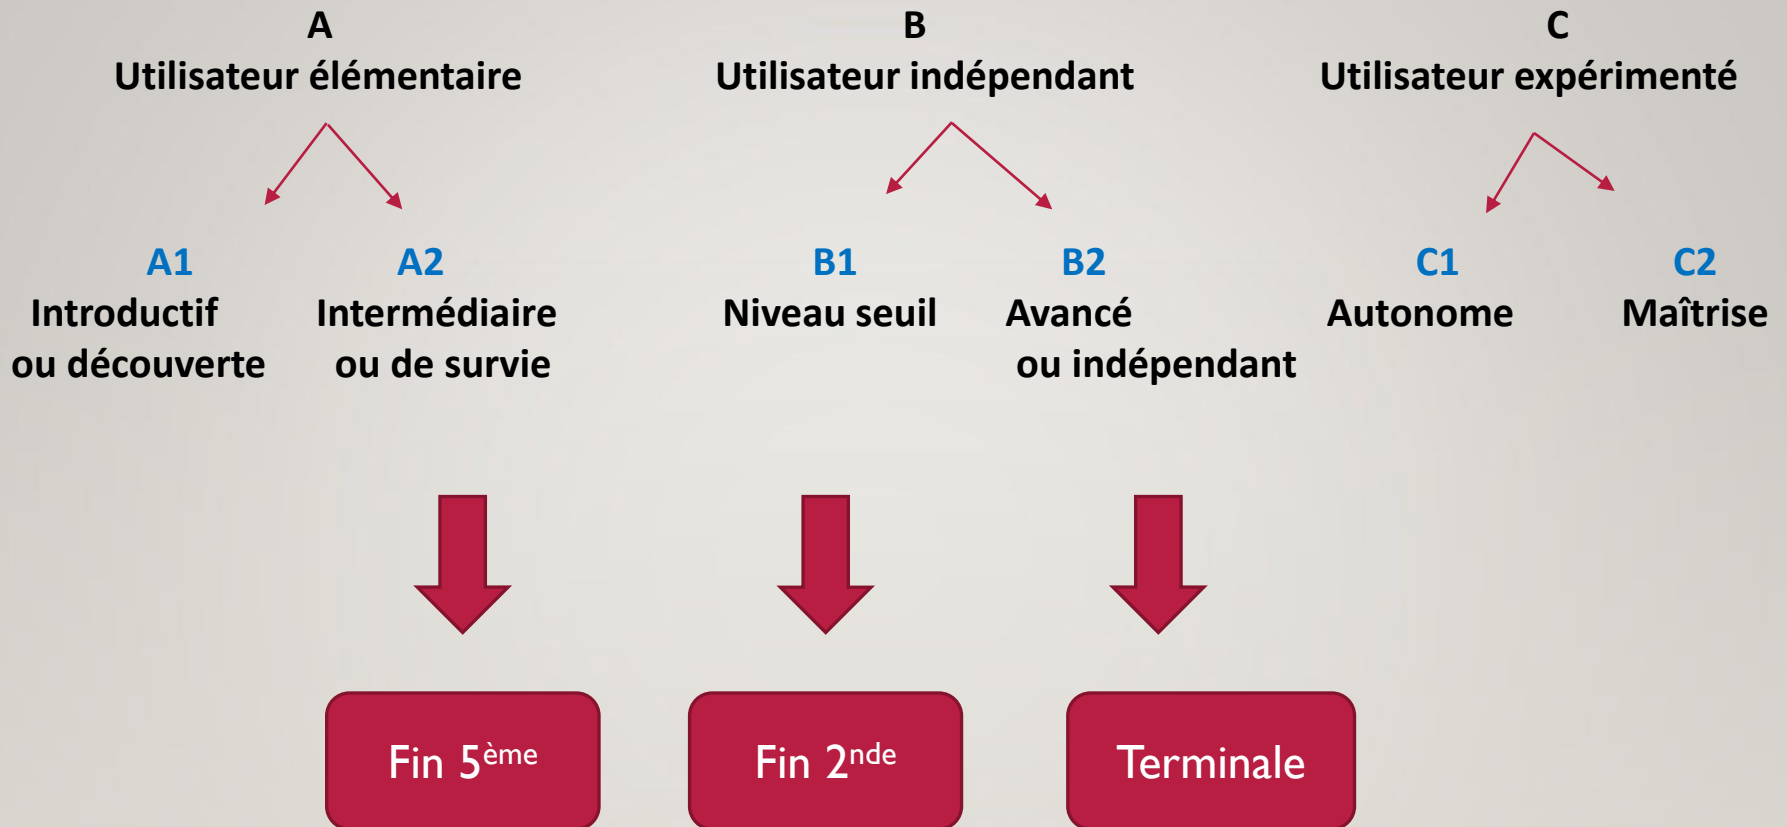 A
Utilisateur élémentaire
B
Utilisateur indépendant
C
Utilisateur expérimenté
A1
Introductif
ou découverte
A2
Intermédiaire
ou de survie
B1
Niveau seuil
B2
Avancé
ou indépendant
C1
Autonome
C2
Maîtrise
Fin 5ème
Fin 2nde
Terminale